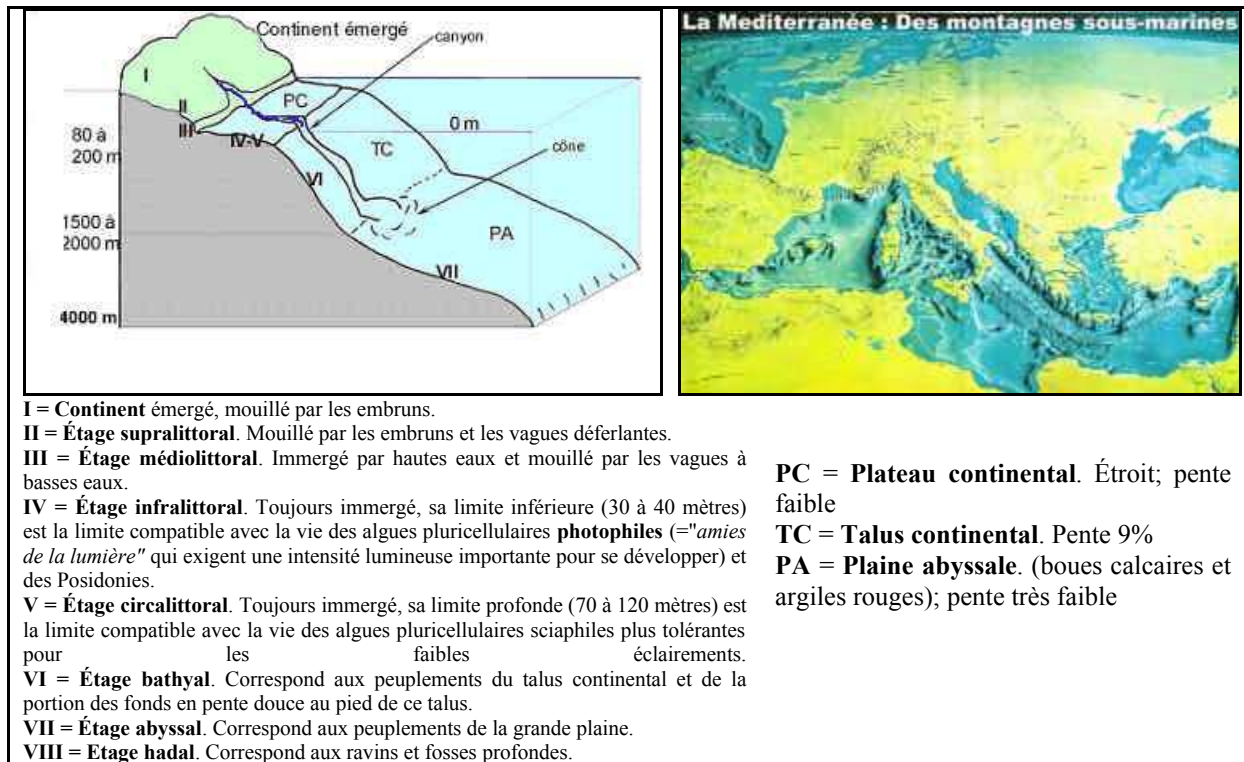 Continent émergé
canyon
I
II
III
PC
IV-V
0 m
80 à
200 m
TC
cône
VI
1500 à
2000 m
PA
VII
4000 m
La Mediterranée : Des montagnes sous-marines
I = Continent émergé, mouillé par les embruns.
II = Étage supralittoral. Mouillé par les embruns et les vagues déferlantes.
III = Étage médiolittoral. Immergé par hautes eaux et mouillé par les vagues à
basses eaux.
IV = Étage infralittoral. Toujours immergé, sa limite inférieure (30 à 40 mètres)
est la limite compatible avec la vie des algues pluricellulaires photophiles (="amies
de la lumière" qui exigent une intensité lumineuse importante pour se développer) et
des Posidonies.
V = Étage circalittoral. Toujours immergé, sa limite profonde (70 à 120 mètres) est
la limite compatible avec la vie des algues pluricellulaires sciaphiles plus tolérantes
pour les faibles éclairements.
VI = Étage bathyal. Correspond aux peuplements du talus continental et de la
portion des fonds en pente douce au pied de ce talus.
VII = Étage abyssal. Correspond aux peuplements de la grande plaine.
VIII = Etage hadal. Correspond aux ravins et fosses profondes.
PC = Plateau continental. Étroit; pente
faible
TC = Talus continental. Pente 9%
PA = Plaine abyssale. (boues calcaires et
argiles rouges); pente très faible